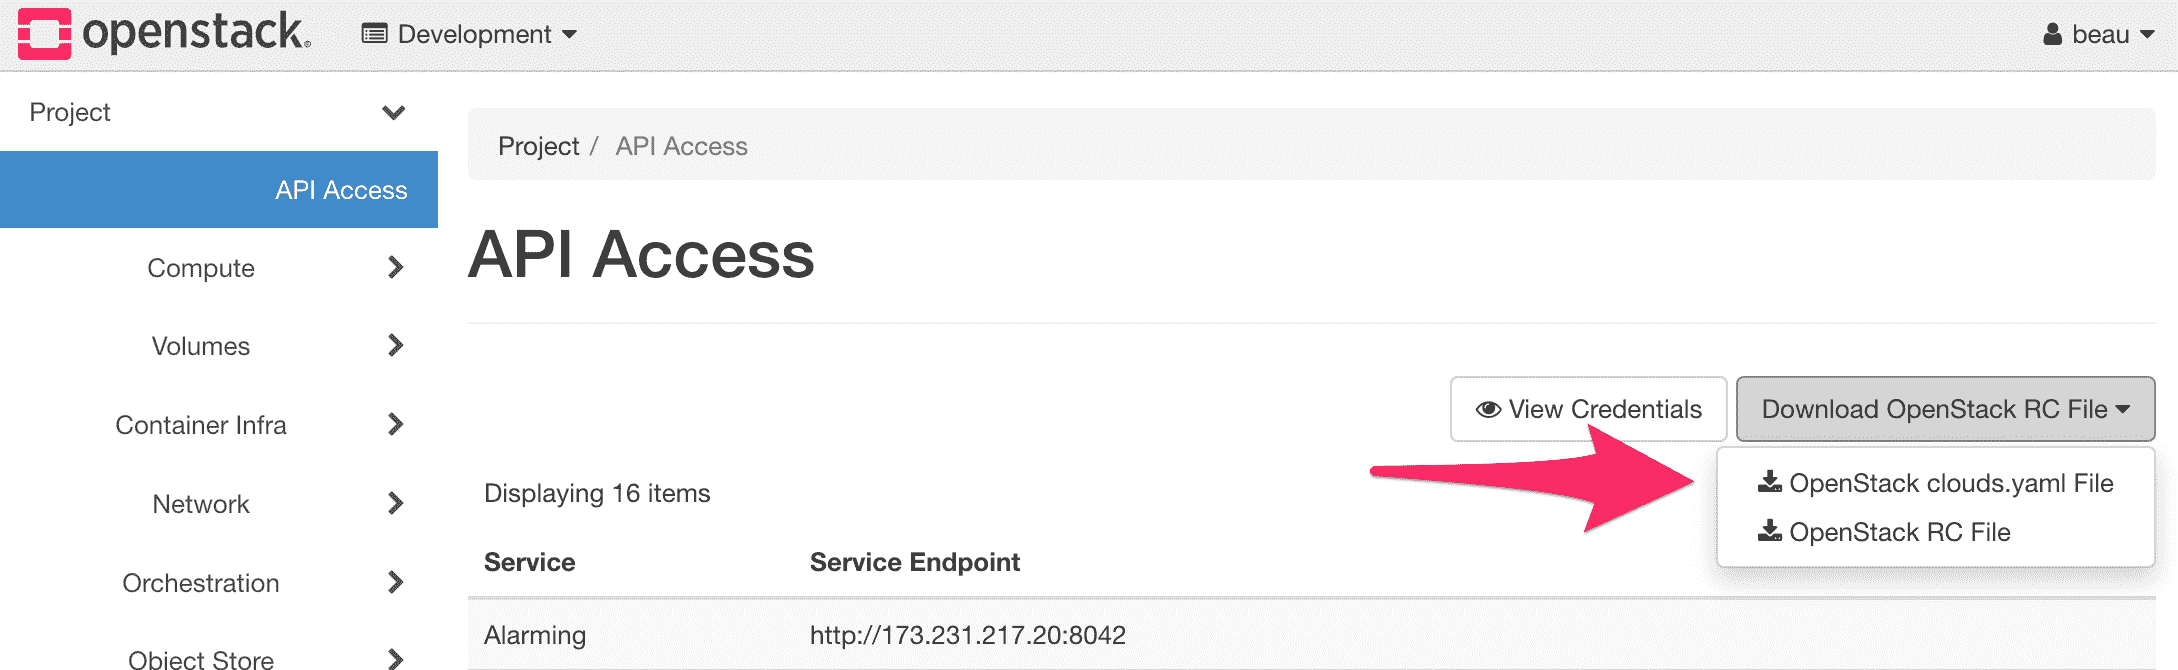 openstack.
Development
beau
Project
API Access
Compute
Volumes
Container Infra
Network
Orchestration
Object Store
Project / API Access
API Access
View Credentials
Download OpenStack RC File
OpenStack clouds.yaml File
OpenStack RC File
Displaying 16 items
Service Service Endpoint
Alarming http://173.231.217.20:8042